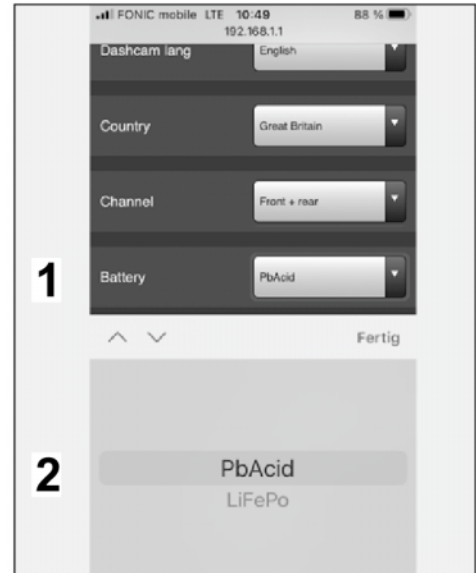 FONIC mobile LTE 10:49 88 %
192.168.1.1
Dashcam lang English
Country Great Britain
Channel Front + rear
1 Battery PbAcid
Fertig
2 PbAcid
LiFePo